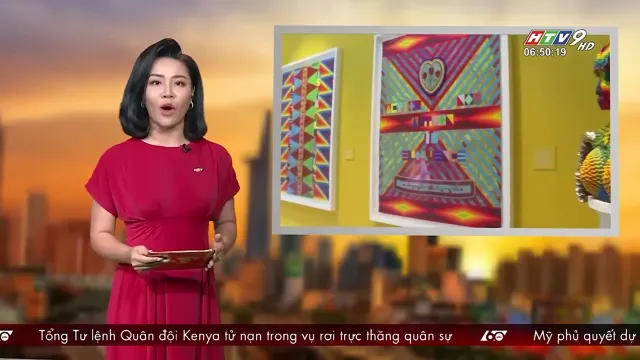 HTV9 HD
06:50:19
Tổng Tư lệnh Quân đội Kenya tử nạn trong vụ rơi trực thăng quân sự
60
Mỹ phủ quyết dự